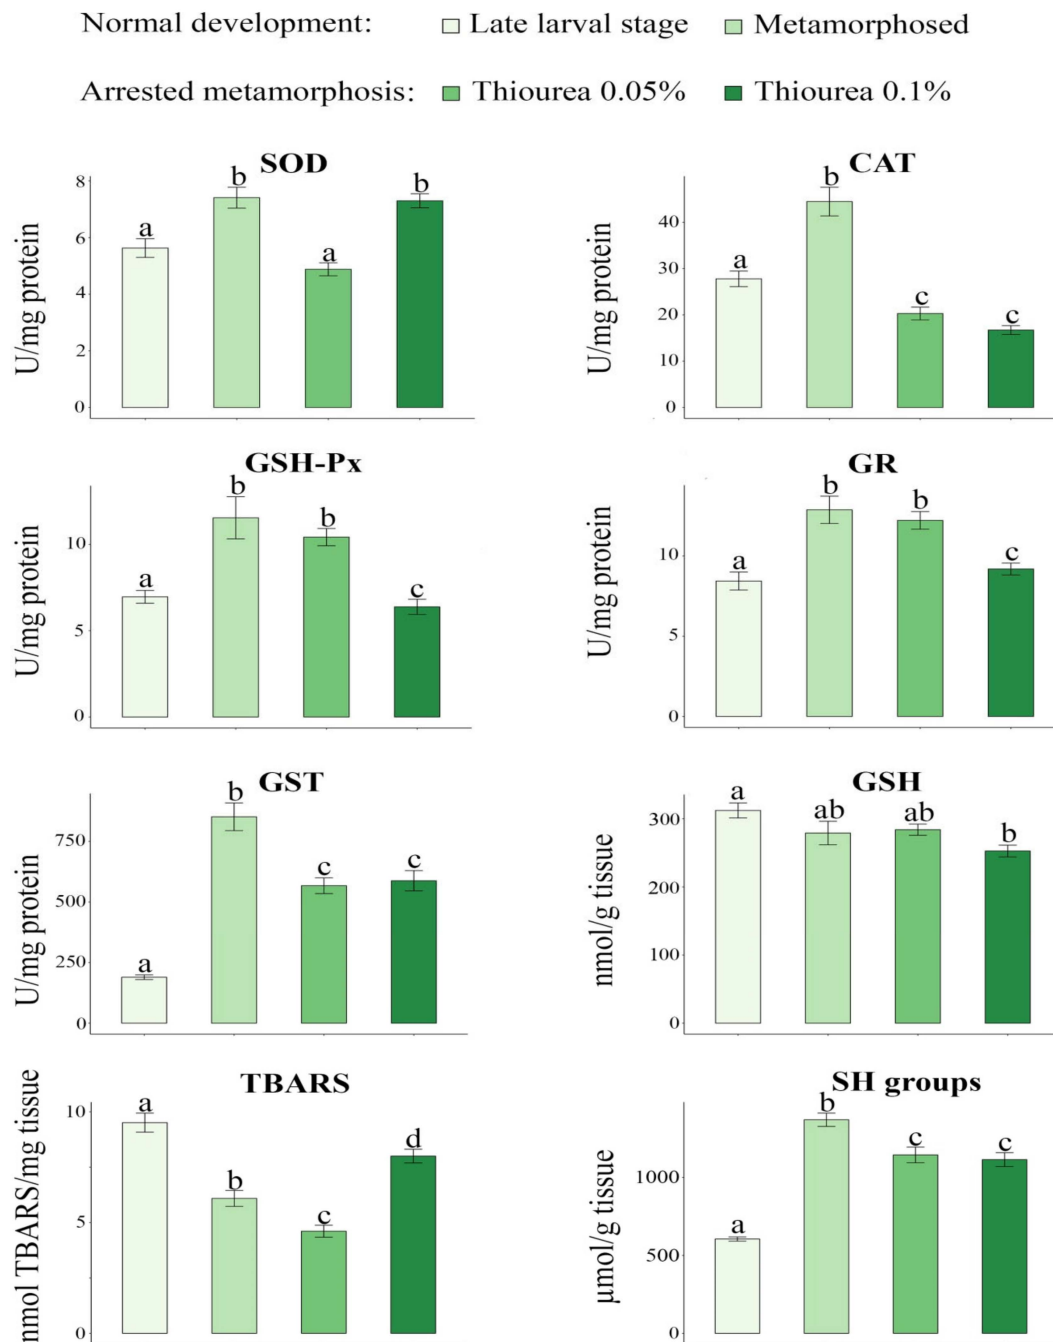 Normal development: Late larval stage Metamorphosed
Arrested metamorphosis: Thiourea 0.05% Thiourea 0.1%
SOD
U/mg protein
8
6
4
2
0
a
b
a
b
CAT
U/mg protein
40
30
20
10
0
a
b
c
c
GSH-Px
U/mg protein
10
5
0
a
b
b
c
GR
U/mg protein
10
5
0
a
b
b
c
GST
U/mg protein
750
500
250
0
a
b
c
c
GSH
nmol/g tissue
300
200
100
0
a
ab
ab
b
TBARS
nmol TBARS/mg tissue
10
5
0
a
b
c
d
SH groups
µmol/g tissue
1000
500
0
a
b
c
c